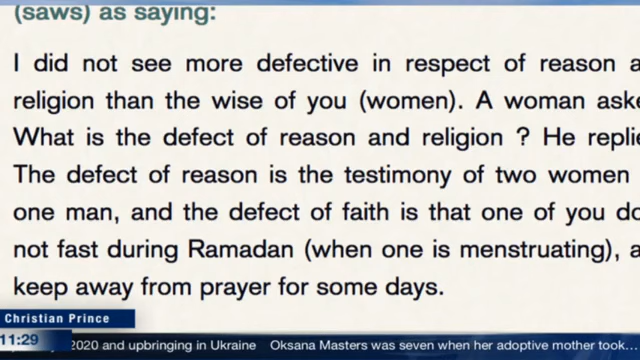 (saws) as saying:
I did not see more defective in respect of reason a
religion than the wise of you (women). A woman aske
What is the defect of reason and religion ? He replie
The defect of reason is the testimony of two women
one man, and the defect of faith is that one of you do
not fast during Ramadan (when one is menstruating), a
keep away from prayer for some days.
Christian Prince
11:29 2020 and upbringing in Ukraine Oksana Masters was seven when her adoptive mother took...